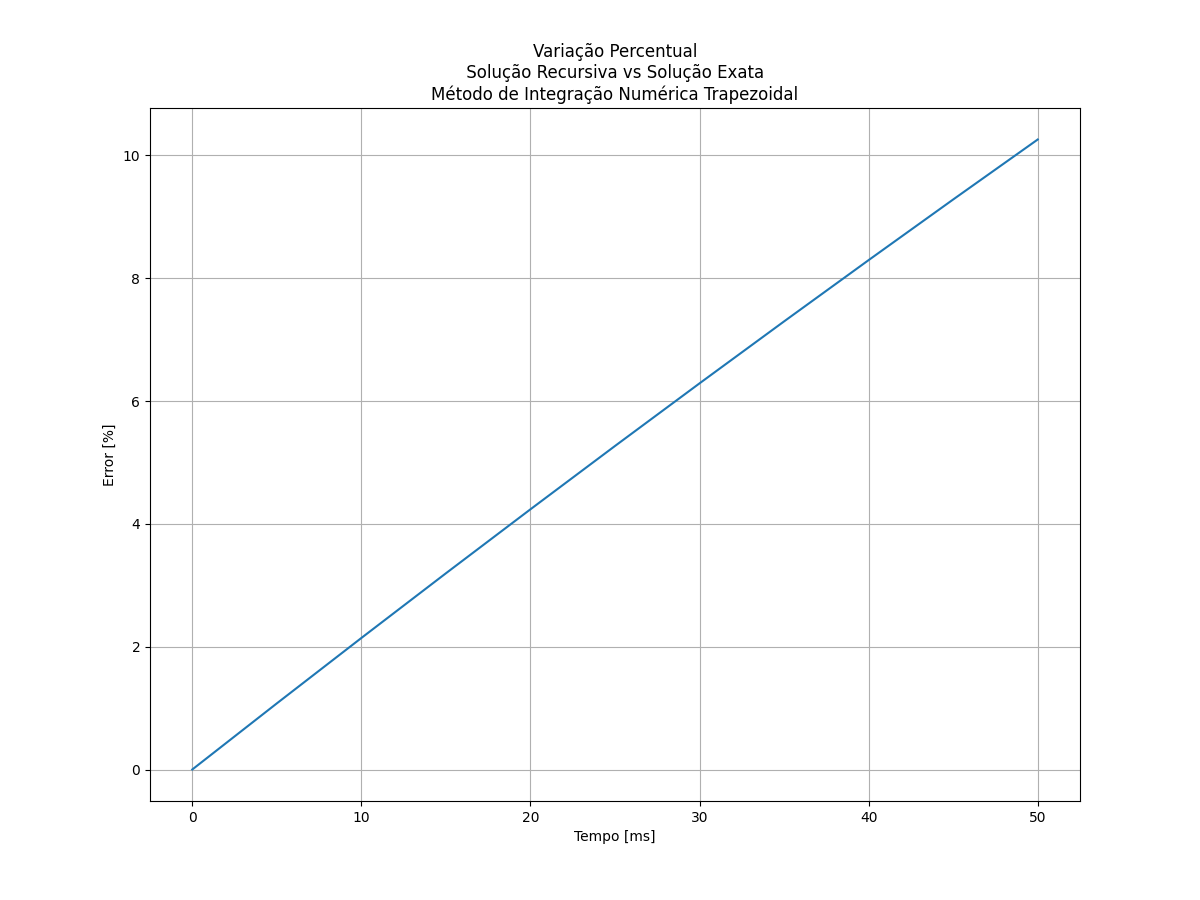 Variação Percentual
Solução Recursiva vs Solução Exata
Método de Integração Numérica Trapezoidal
10
8
6
4
2
0
Error [%]
0 10 20 30 40 50
Tempo [ms]